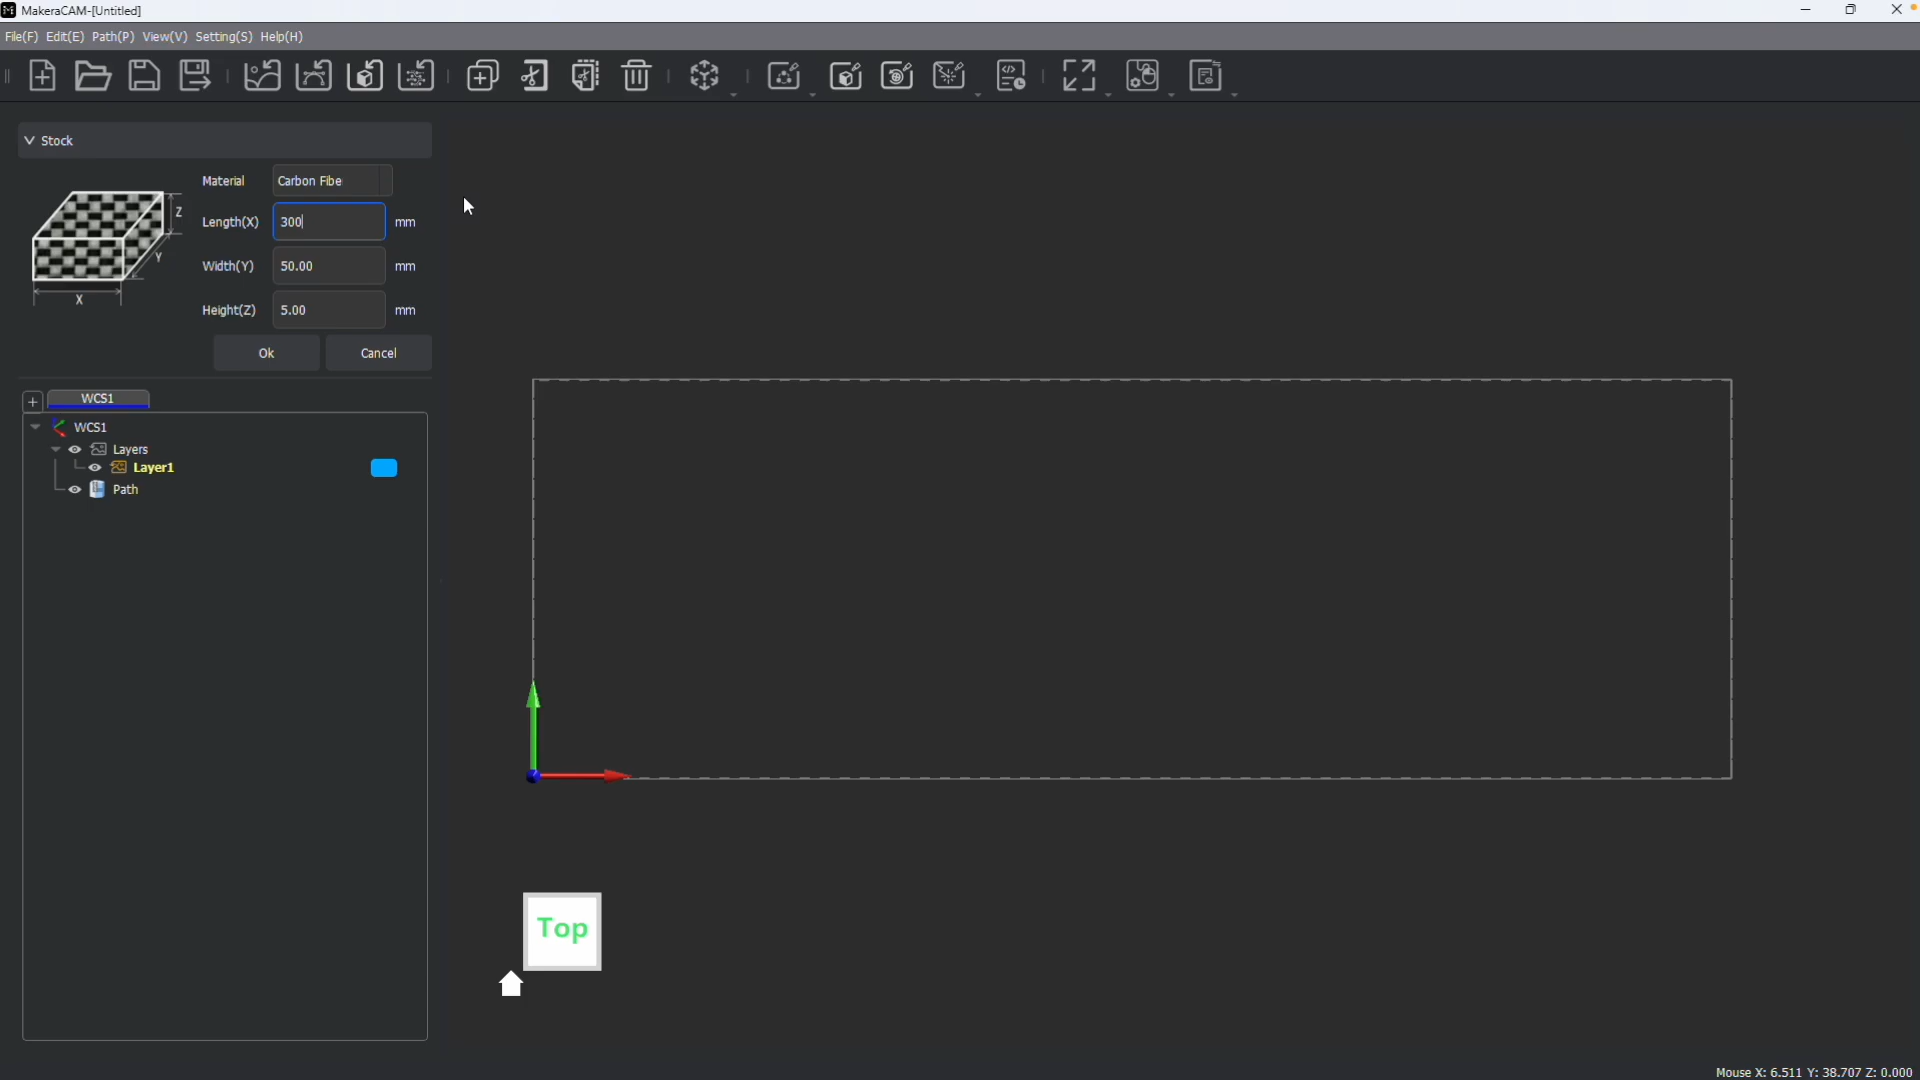 MakeraCAM-[Untitled]
File(F) Edit(E) Path(P) View(V) Setting(S) Help(H)
Stock
Material Carbon Fibe
Length(X) 300 mm
Width(Y) 50.00 mm
Height(Z) 5.00 mm
Z
Y
X
Ok Cancel
+ WCS1
WCS1
Layers
Layer1
Path
Top
Mouse X: 6.511 Y: 38.707 Z: 0.000